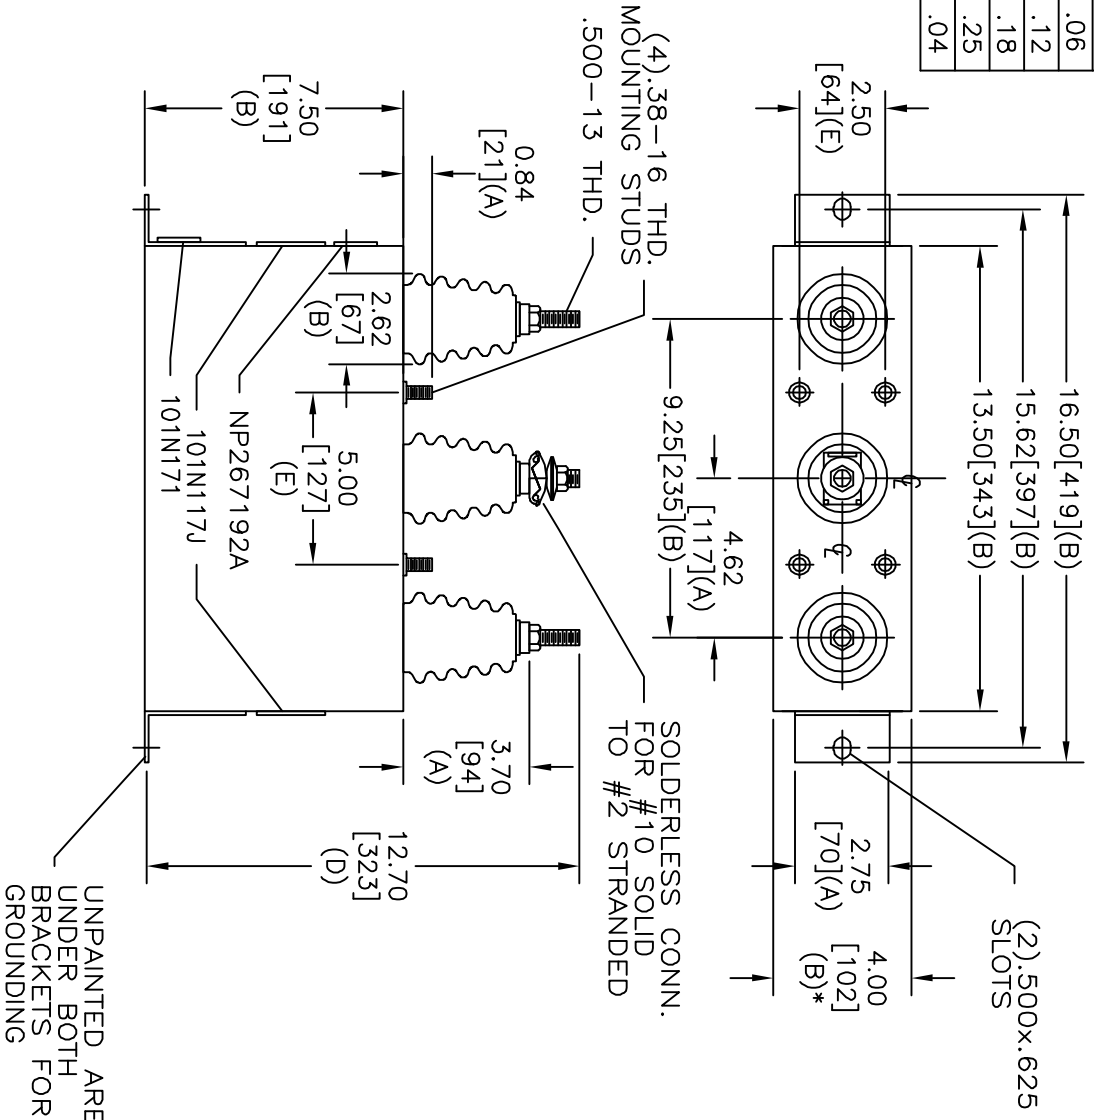 .06
.12
.18
.25
.04
(2).500x.625
SLOTS
16.50[419](B)
15.62[397](B)
13.50[343](B)
2.50
[64](E)
2.75
[70](A)
4.00
[102]
(B)*
4.62
[117](A)
9.25[235](B)
(4).38-16 THD.
MOUNTING STUDS
.500-13 THD.
SOLDERLESS CONN.
FOR #10 SOLID
TO #2 STRANDED
0.84
[21](A)
7.50
[191]
(B)
2.62
[67]
(B)
5.00
[127]
(E)
3.70
[94]
(A)
12.70
[323]
(D)
NP267192A
101N117J
101N171
UNPAINTED ARE
UNDER BOTH
BRACKETS FOR
GROUNDING